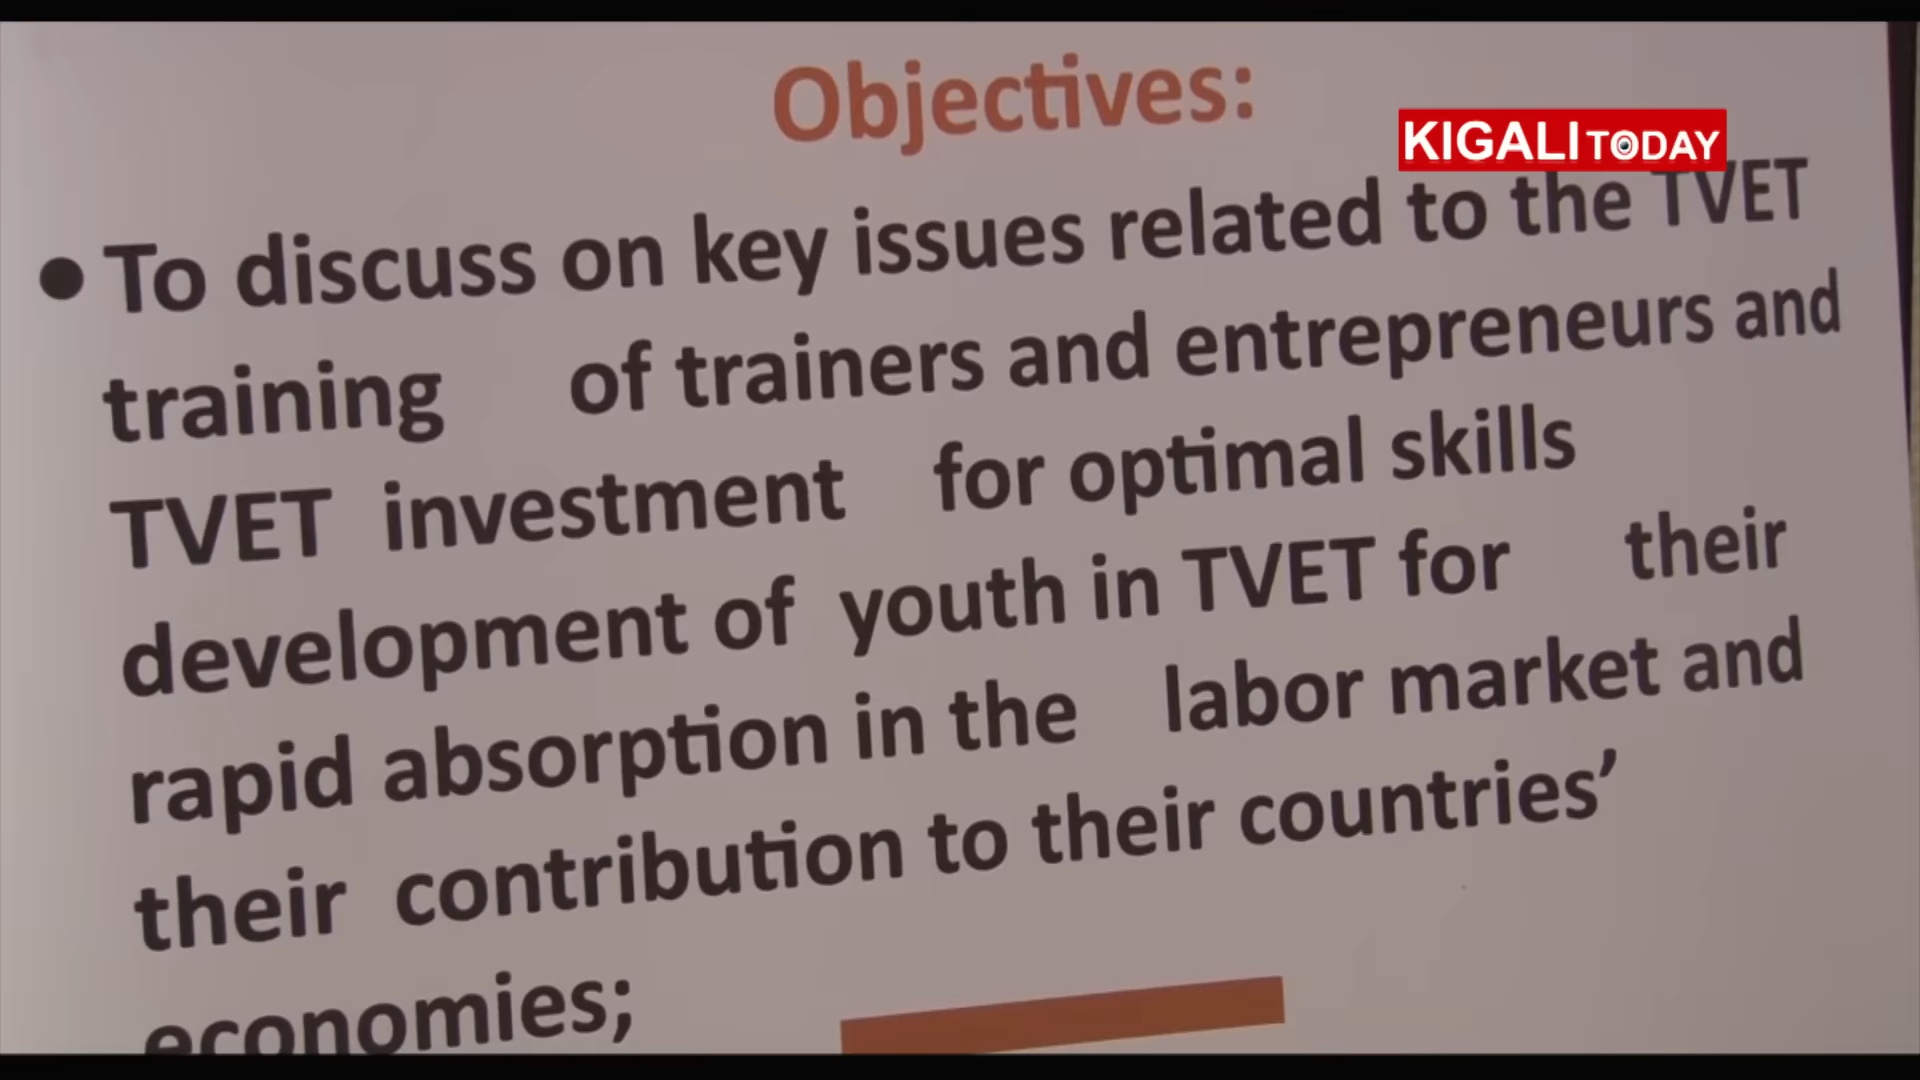 Objectives:
KIGALI TODAY
• To discuss on key issues related to the TVET
training of trainers and entrepreneurs and
TVET investment for optimal skills
development of youth in TVET for their
rapid absorption in the labor market and
their contribution to their countries’
economies;